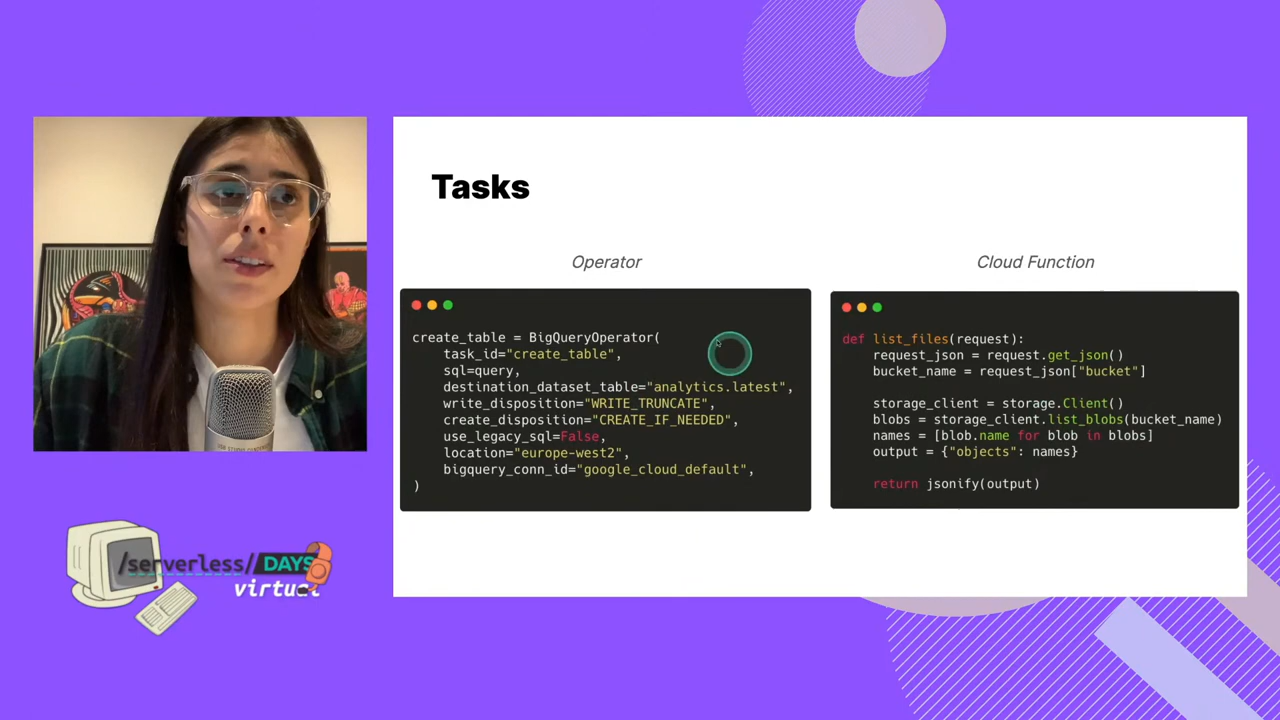 Tasks
Operator
create_table = BigQueryOperator(
    task_id="create_table",
    sql=query,
    destination_dataset_table="analytics.latest",
    write_disposition="WRITE_TRUNCATE",
    create_disposition="CREATE_IF_NEEDED",
    use_legacy_sql=False,
    location="europe-west2",
    bigquery_conn_id="google_cloud_default",
)
Cloud Function
def list_files(request):
    request_json = request.get_json()
    bucket_name = request_json["bucket"]
    storage_client = storage.Client()
    blobs = storage_client.list_blobs(bucket_name)
    names = [blob.name for blob in blobs]
    output = {"objects": names}
    return jsonify(output)
/serverless/DAYS
virtual